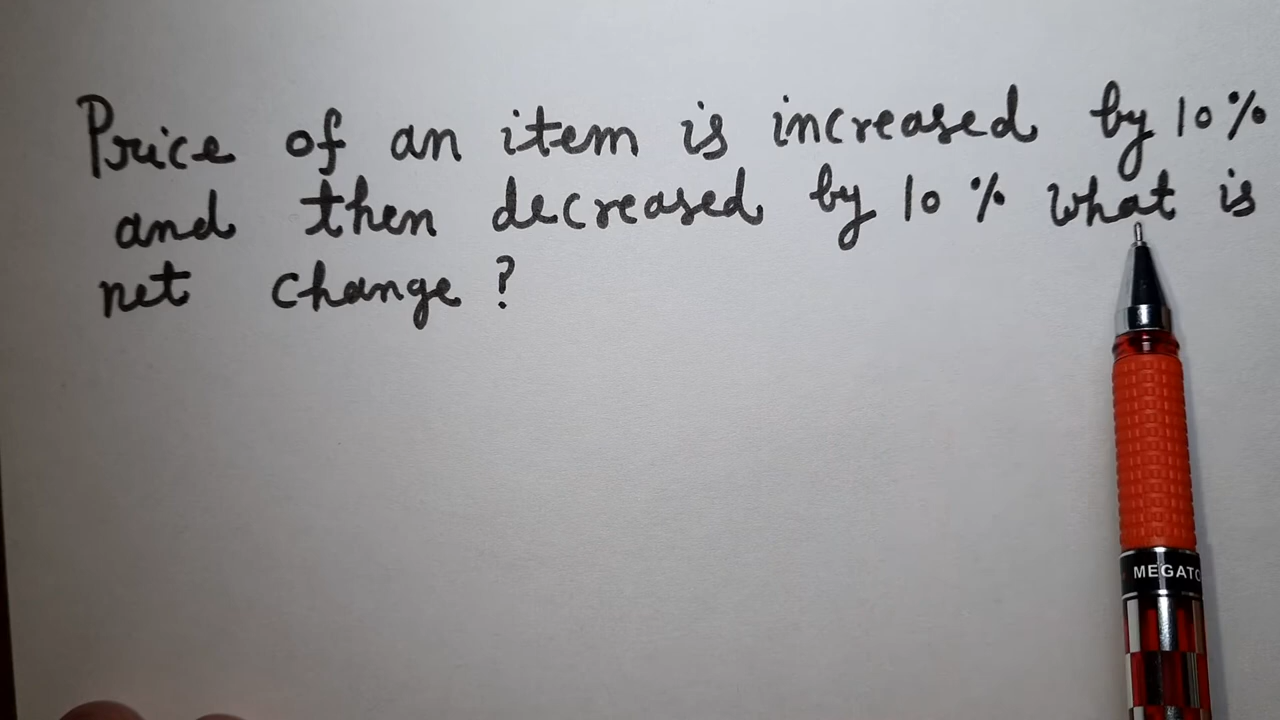 Price of an item is increased by 10%
and then decreased by 10% what is
net change?
MEGATO